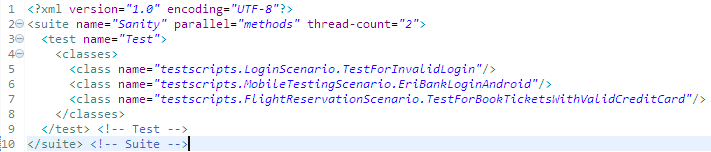 1 <?xml version="1.0" encoding="UTF-8"?>
2 <suite name="Sanity" parallel="methods" thread-count="2">
3   <test name="Test">
4     <classes>
5       <class name="testscripts.LoginScenario.TestForInvalidLogin"/>
6       <class name="testscripts.MobileTestingScenario.EriBankLoginAndroid"/>
7       <class name="testscripts.FlightReservationScenario.TestForBookTicketsWithValidCreditCard"/>
8     </classes>
9   </test> <!-- Test -->
10 </suite> <!-- Suite -->